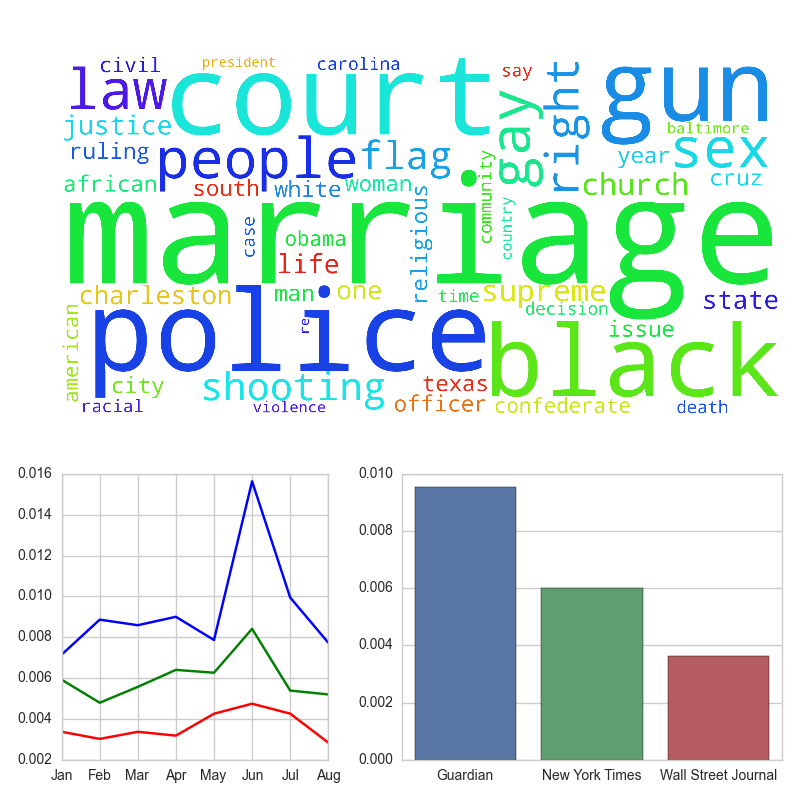 civil
president
carolina
law
court
say
right
gun
justice
gay
baltimore
ruling
people
flag
year
sex
african
south
white
woman
community
church
cruz
marriage
case
obama
life
religious
country
charleston
man
one
time
supreme
decision
state
american
police
re
issue
black
city
shooting
texas
racial
violence
officer
confederate
death
0.016
0.014
0.012
0.010
0.008
0.006
0.004
0.002
Jan Feb Mar Apr May Jun Jul Aug
0.010
0.008
0.006
0.004
0.002
0.000
Guardian New York Times Wall Street Journal